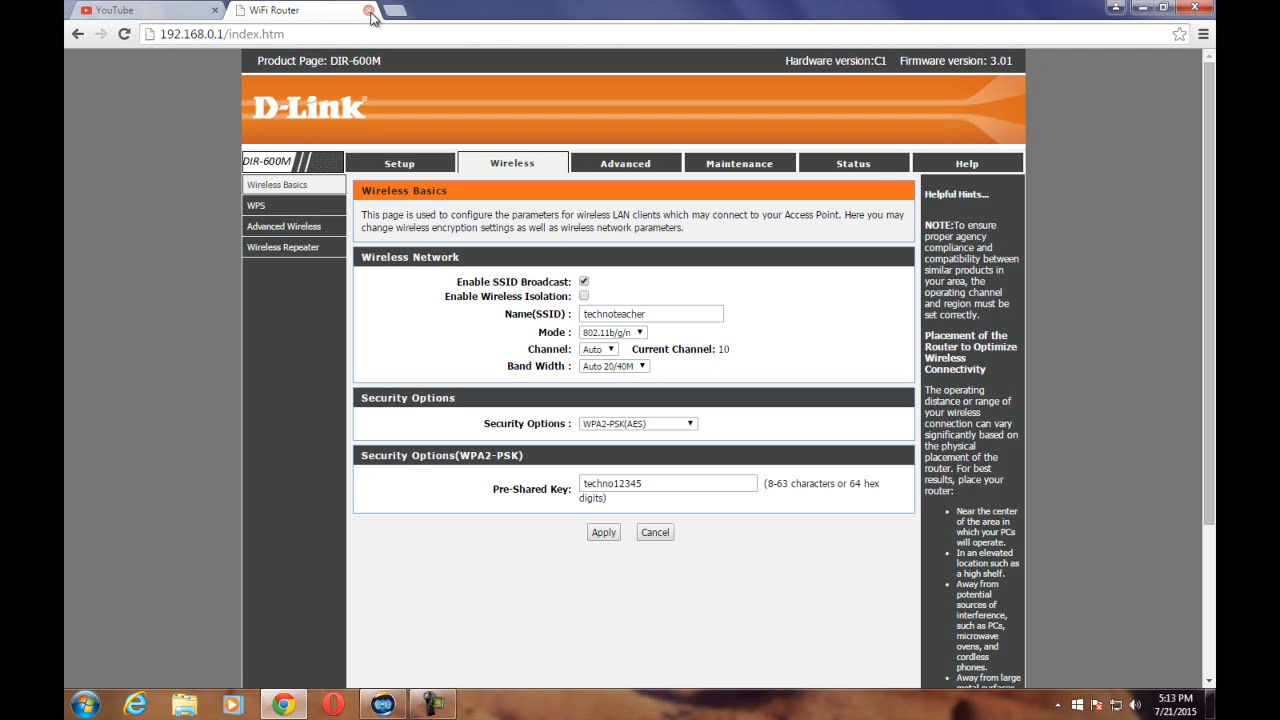 YouTube
WiFi Router
192.168.0.1/index.htm
Product Page: DIR-600M
Hardware version:C1 Firmware version: 3.01
D-Link
DIR-600M
Setup
Wireless
Advanced
Maintenance
Status
Help
Wireless Basics
WPS
Advanced Wireless
Wireless Repeater
Wireless Basics
This page is used to configure the parameters for wireless LAN clients which may connect to your Access Point. Here you may
change wireless encryption settings as well as wireless network parameters.
Wireless Network
Enable SSID Broadcast:
Enable Wireless Isolation:
Name(SSID) : technoteacher
Mode : 802.11b/g/n
Channel: Auto Current Channel: 10
Band Width : Auto 20/40M
Security Options
Security Options : WPA2-PSK(AES)
Security Options(WPA2-PSK)
Pre-Shared Key: techno12345 (8-63 characters or 64 hex
digits)
Apply Cancel
Helpful Hints...
NOTE:To ensure
proper agency
compliance and
compatibility between
similar products in
your area, the
operating channel
and region must be
set correctly.
Placement of the
Router to Optimize
Wireless
Connectivity
The operating
distance or range of
your wireless
connection can vary
significantly based on
the physical
placement of the
router. For best
results, place your
router:
Near the center
of the area in
which your PCs
will operate.
In an elevated
location such as
a high shelf.
Away from
potential
sources of
interference,
such as PCs,
microwave
ovens, and
cordless
phones.
Away from large
metal surfaces
5:13 PM
7/21/2015